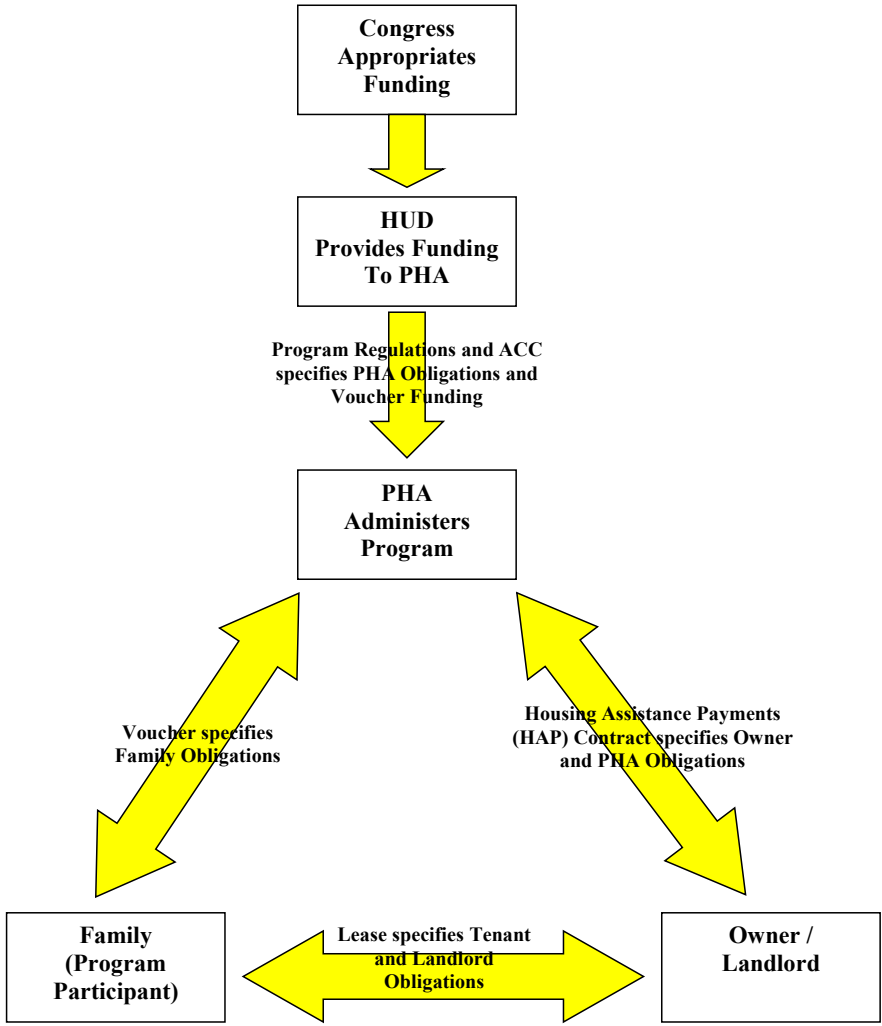 Congress
Appropriates
Funding
HUD
Provides Funding
To PHA
Program Regulations and ACC
specifies PHA Obligations and
Voucher Funding
PHA
Administers
Program
Voucher specifies
Family Obligations
Housing Assistance Payments
(HAP) Contract specifies Owner
and PHA Obligations
Family
(Program
Participant)
Lease specifies Tenant
and Landlord
Obligations
Owner /
Landlord